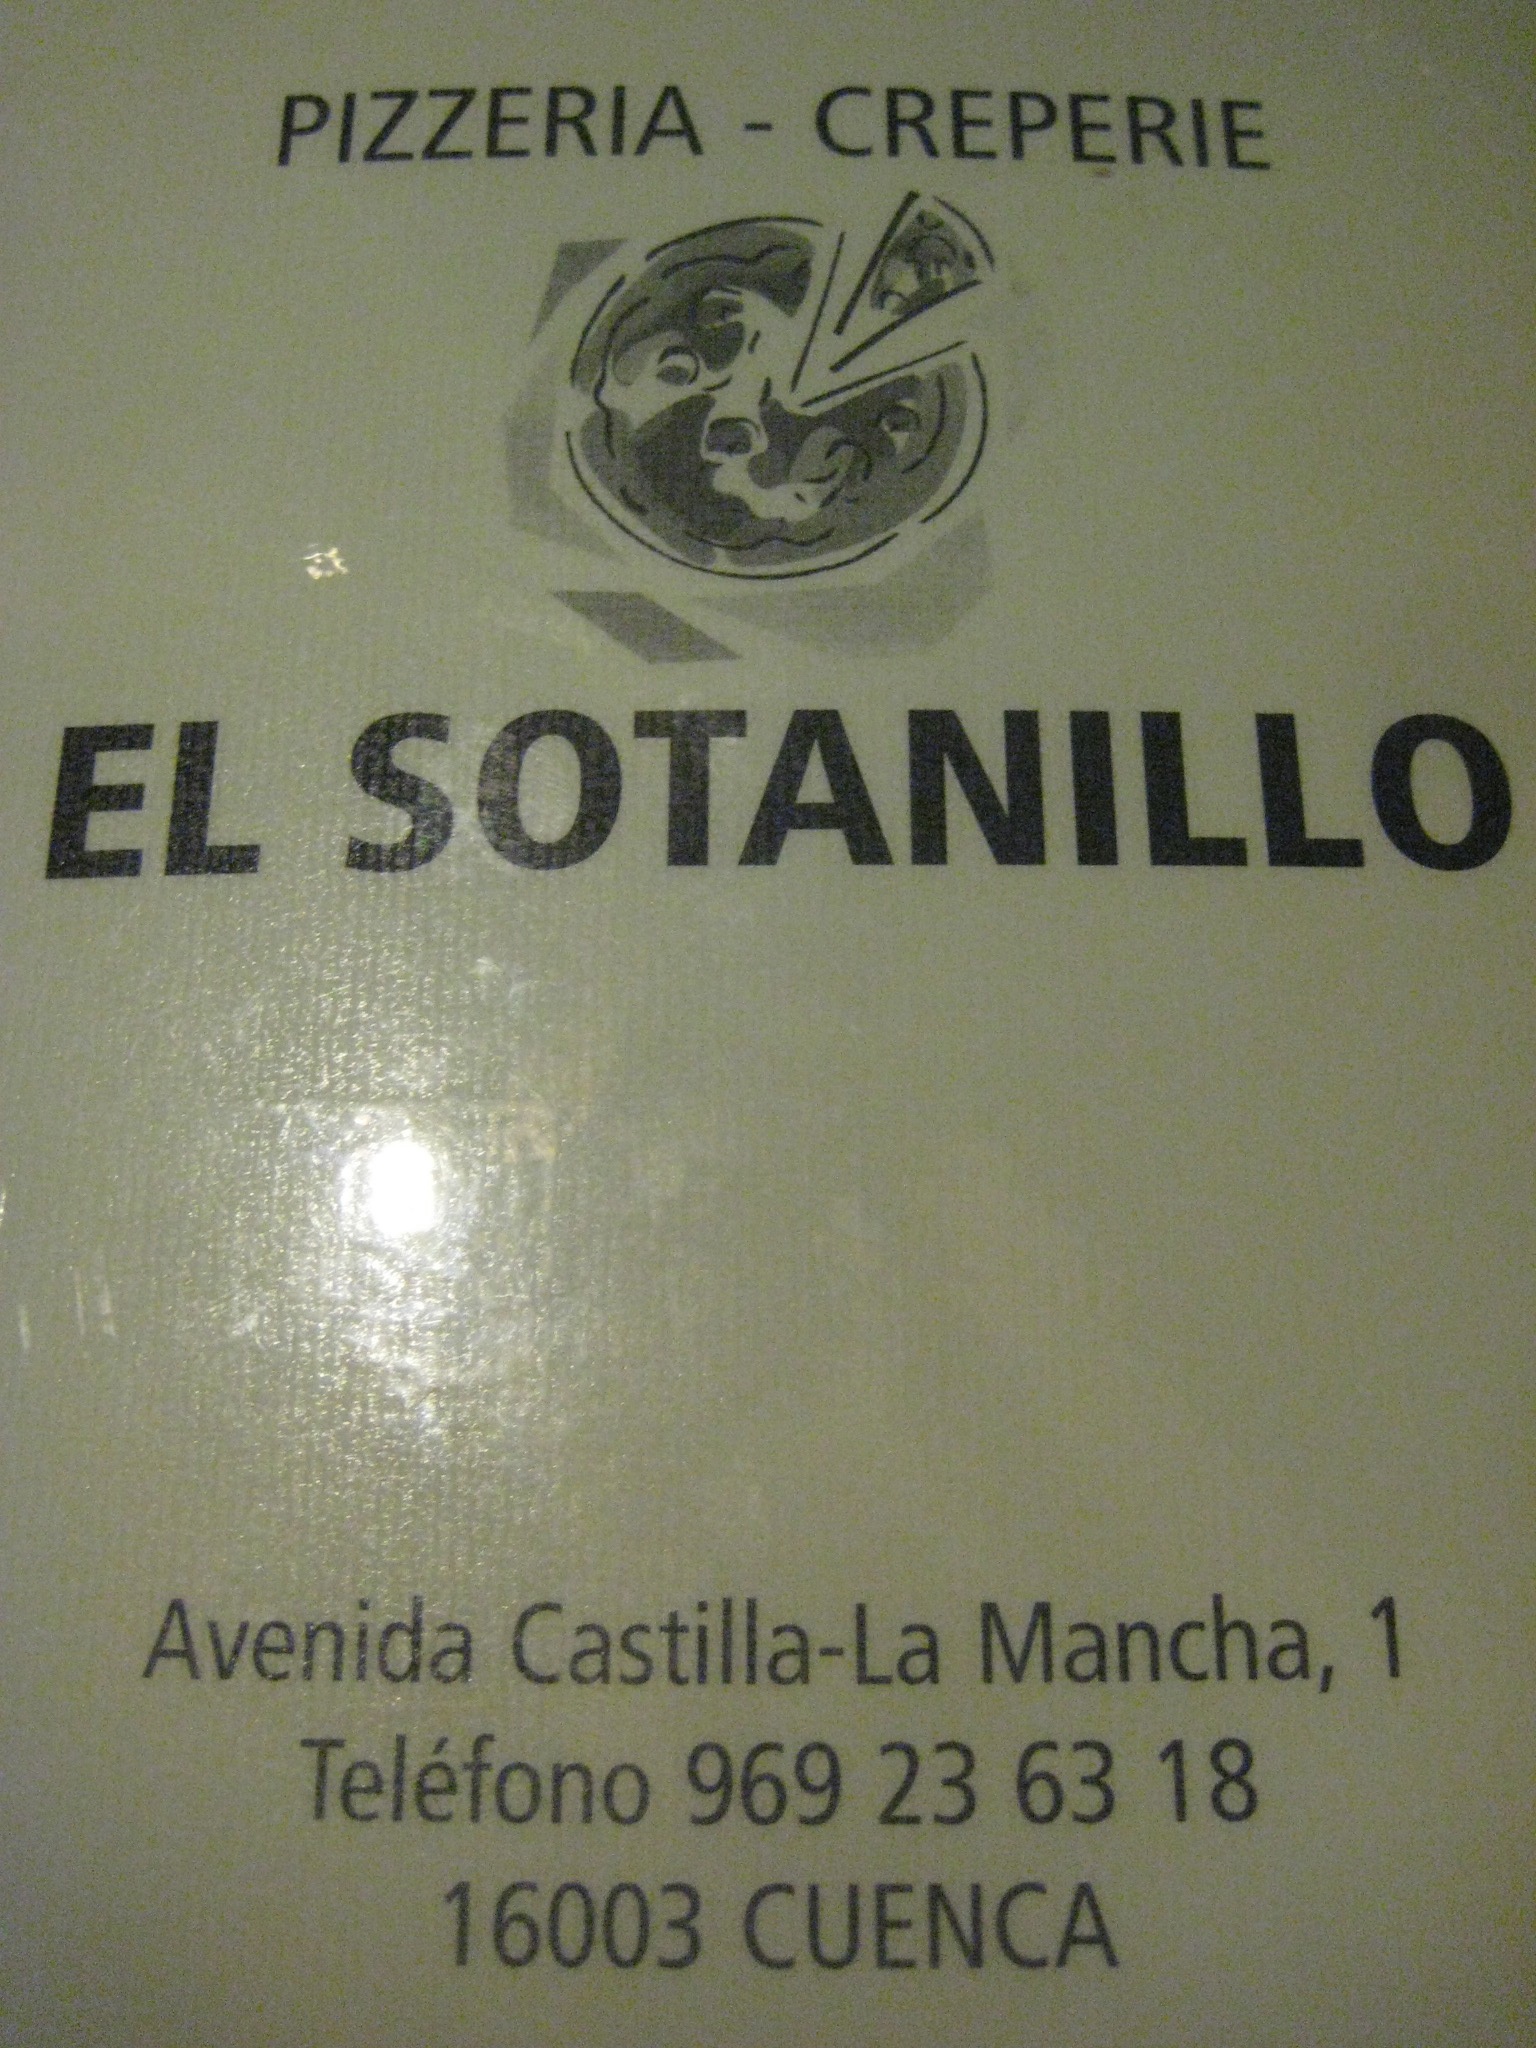 PIZZERIA - CREPERIE
EL SOTANILLO
Avenida Castilla-La Mancha, 1
Teléfono 969 23 63 18
16003 CUENCA